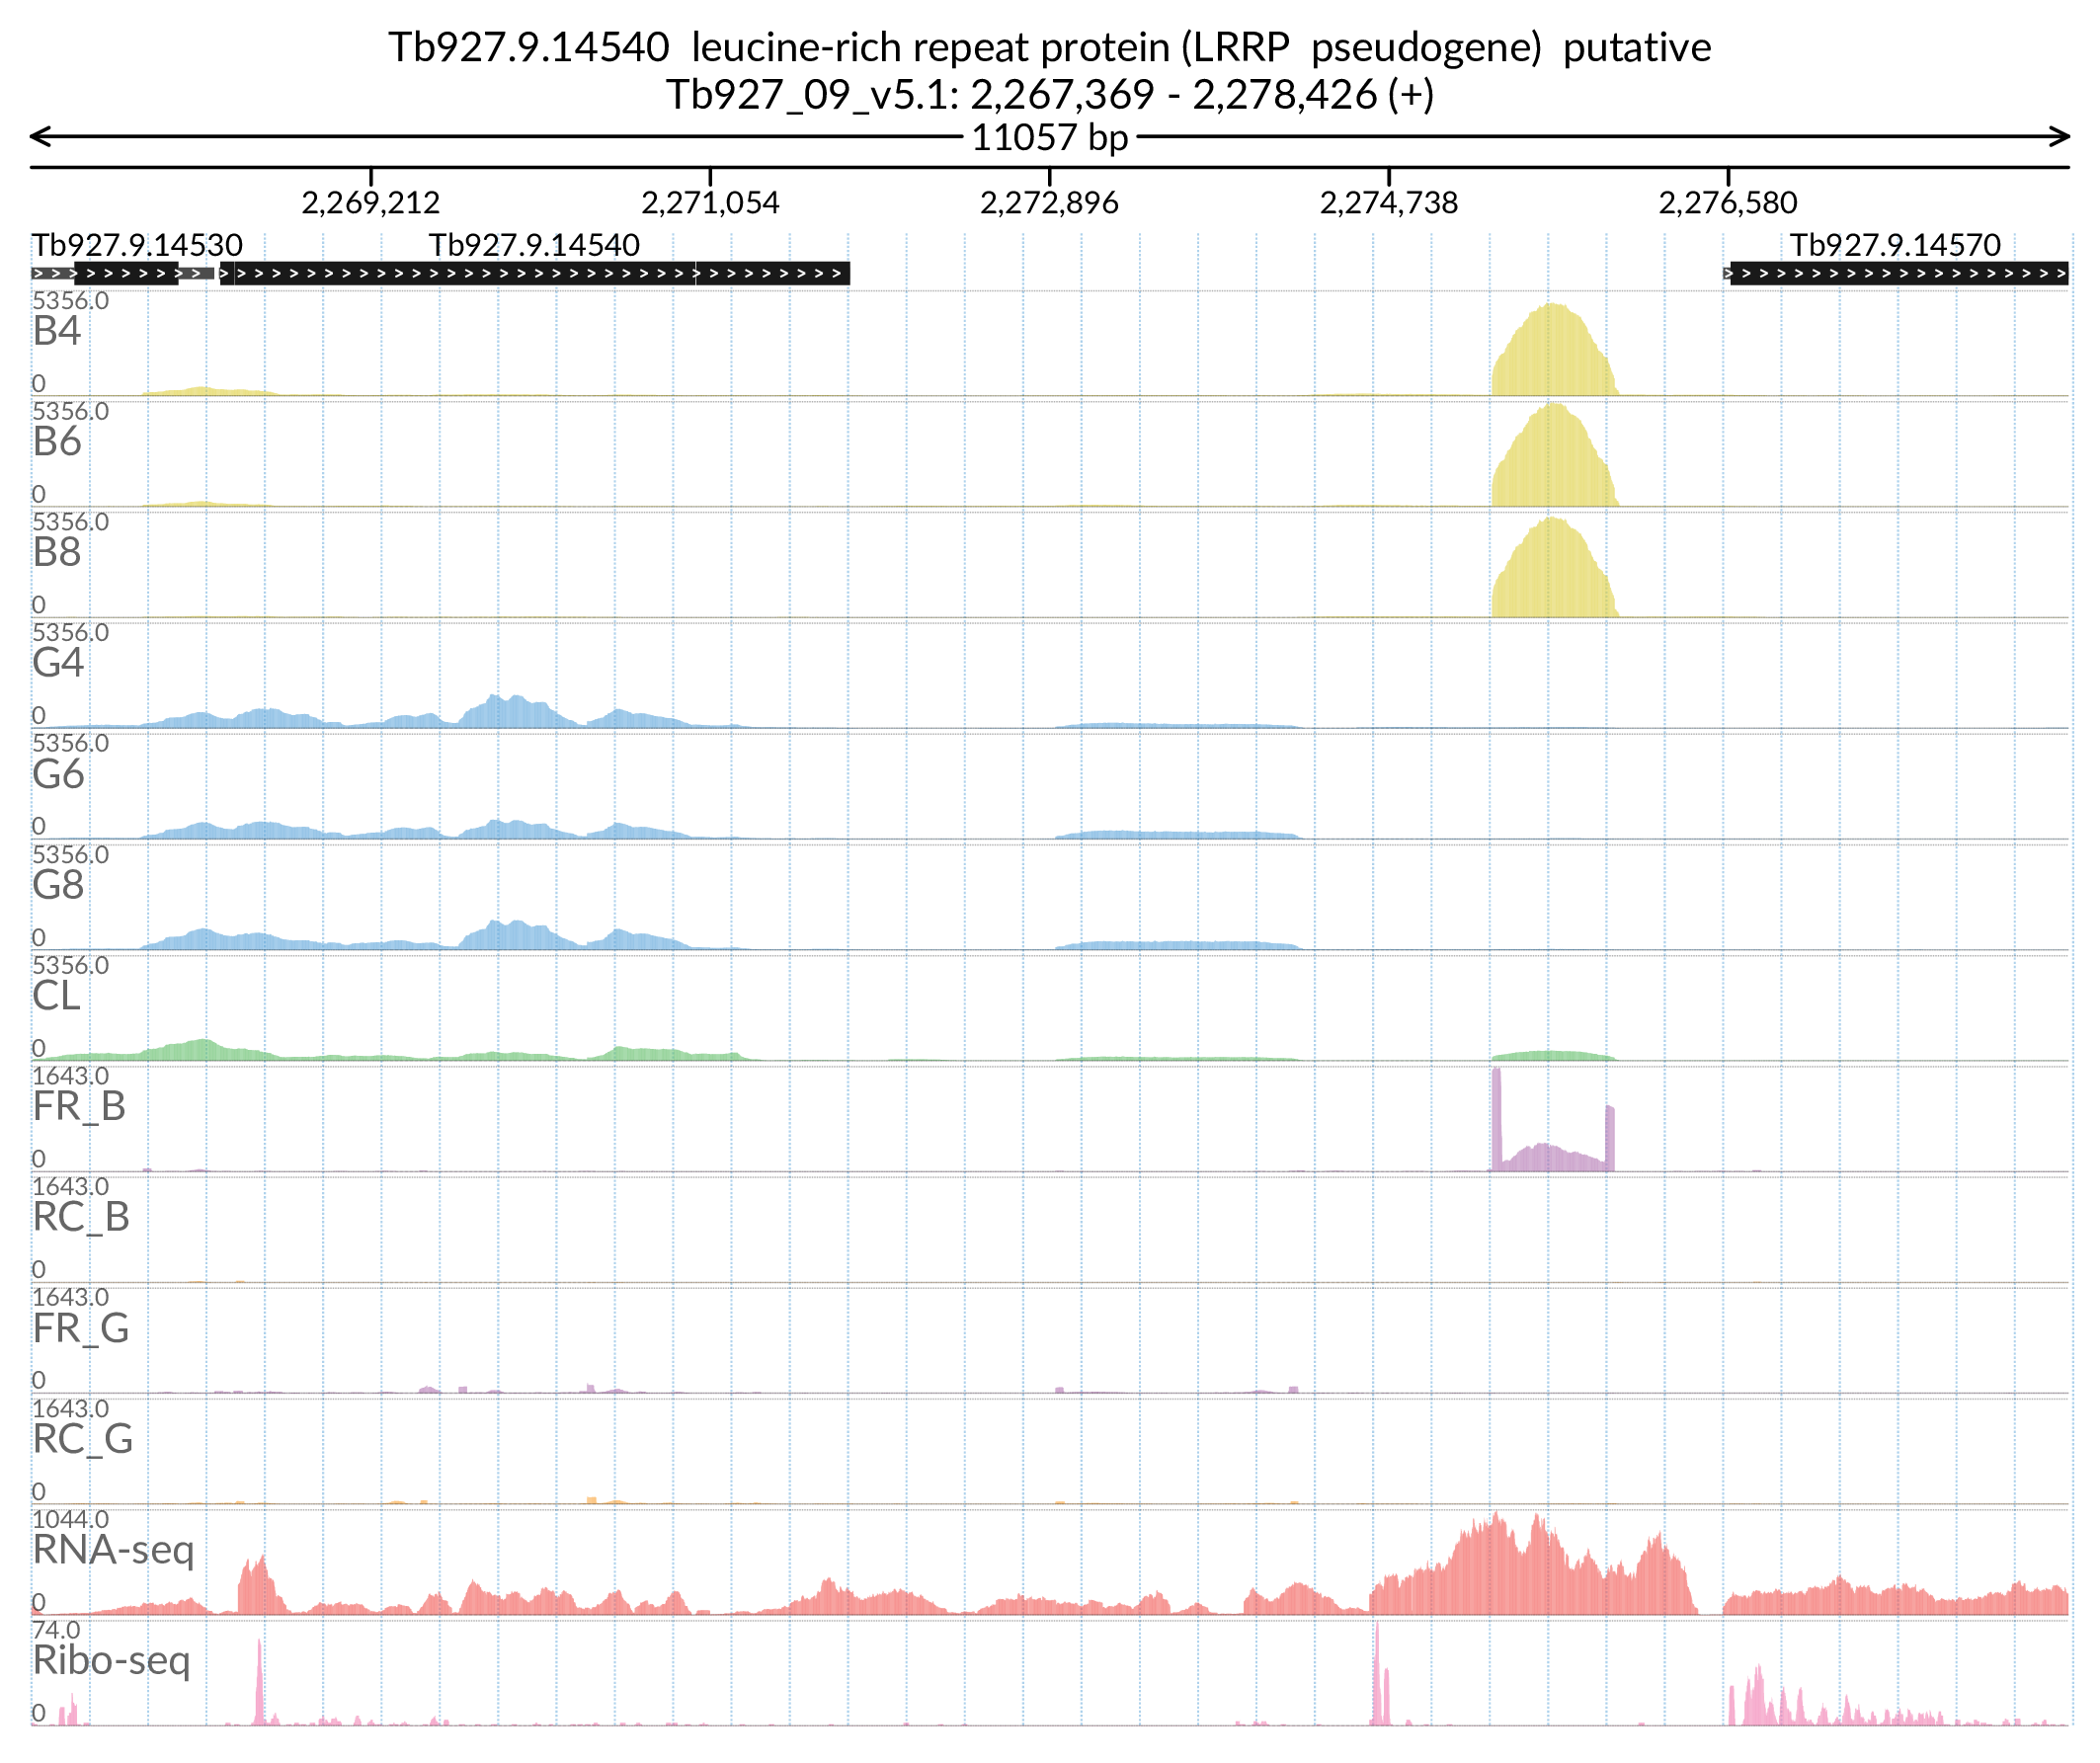 Tb927.9.14540 leucine-rich repeat protein (LRRP pseudogene) putative
Tb927_09_v5.1: 2,267,369 - 2,278,426 (+)
11057 bp
2,269,212 2,271,054 2,272,896 2,274,738 2,276,580
Tb927.9.14530 Tb927.9.14540 Tb927.9.14570
5356.0
B4
0
5356.0
B6
0
5356.0
B8
0
5356.0
G4
0
5356.0
G6
0
5356.0
G8
0
5356.0
CL
0
1643.0
FR_B
0
1643.0
RC_B
0
1643.0
FR_G
0
1643.0
RC_G
0
1044.0
RNA-seq
0
74.0
Ribo-seq
0